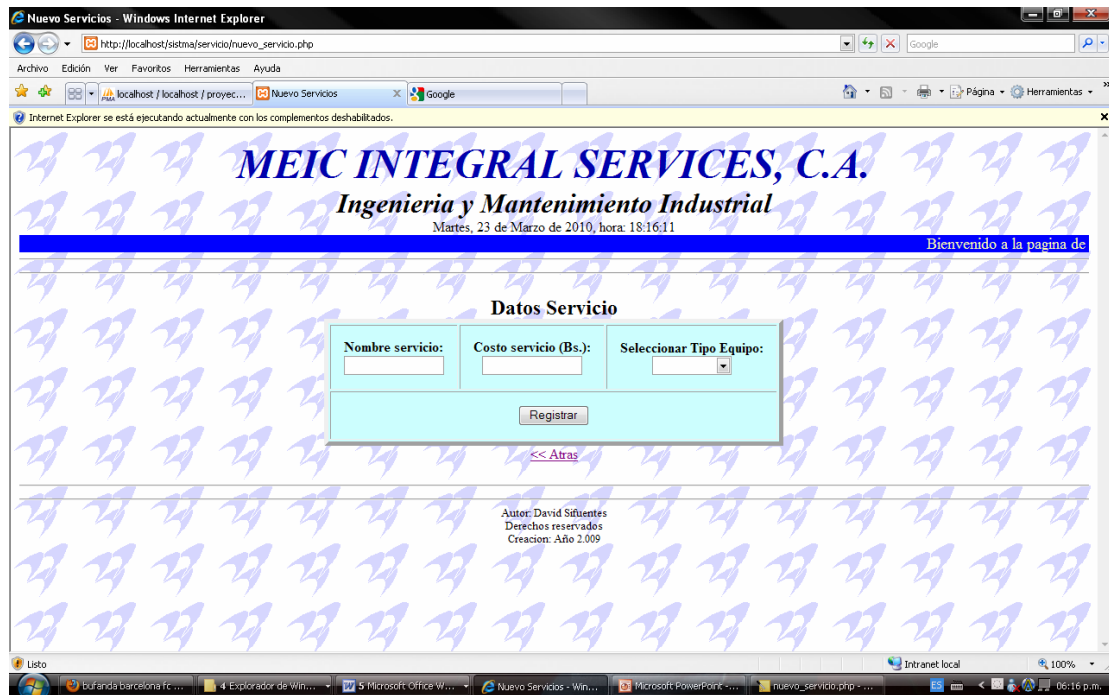 Nuevo Servicios - Windows Internet Explorer
http://localhost/sistma/servicio/nuevo_servicio.php
Google
Archivo Edición Ver Favoritos Herramientas Ayuda
localhost / localhost / proyec... Nuevo Servicios Google Página Herramientas
Internet Explorer se está ejecutando actualmente con los complementos deshabilitados.
MEIC INTEGRAL SERVICES, C.A.
Ingenieria y Mantenimiento Industrial
Martes, 23 de Marzo de 2010, hora: 18:16:11
Bienvenido a la pagina de
Datos Servicio
Nombre servicio: Costo servicio (Bs.): Seleccionar Tipo Equipo:
Registrar
<< Atras
Autor: David Sifuentes
Derechos reservados
Creacion: Año 2.009
Listo Intranet local 100%
bufanda barcelona fc ... 4 Explorador de Win... 5 Microsoft Office W... Nuevo Servicios - Win... Microsoft PowerPoint -... nuevo_servicio.php - ... ES 06:16 p.m.